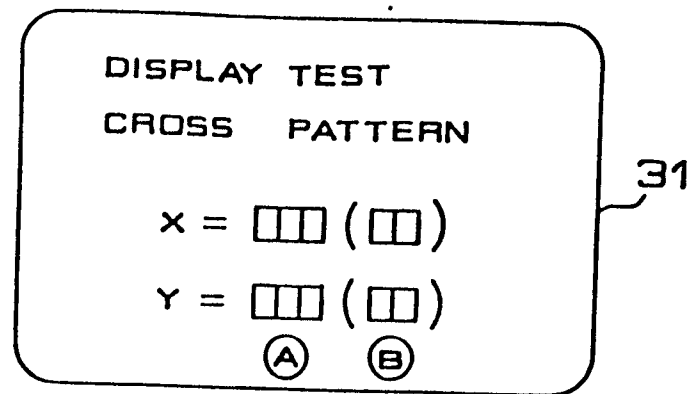 DISPLAY TEST
CROSS PATTERN
31
X = □□□ (□□)
Y = □□□ (□□)
A B